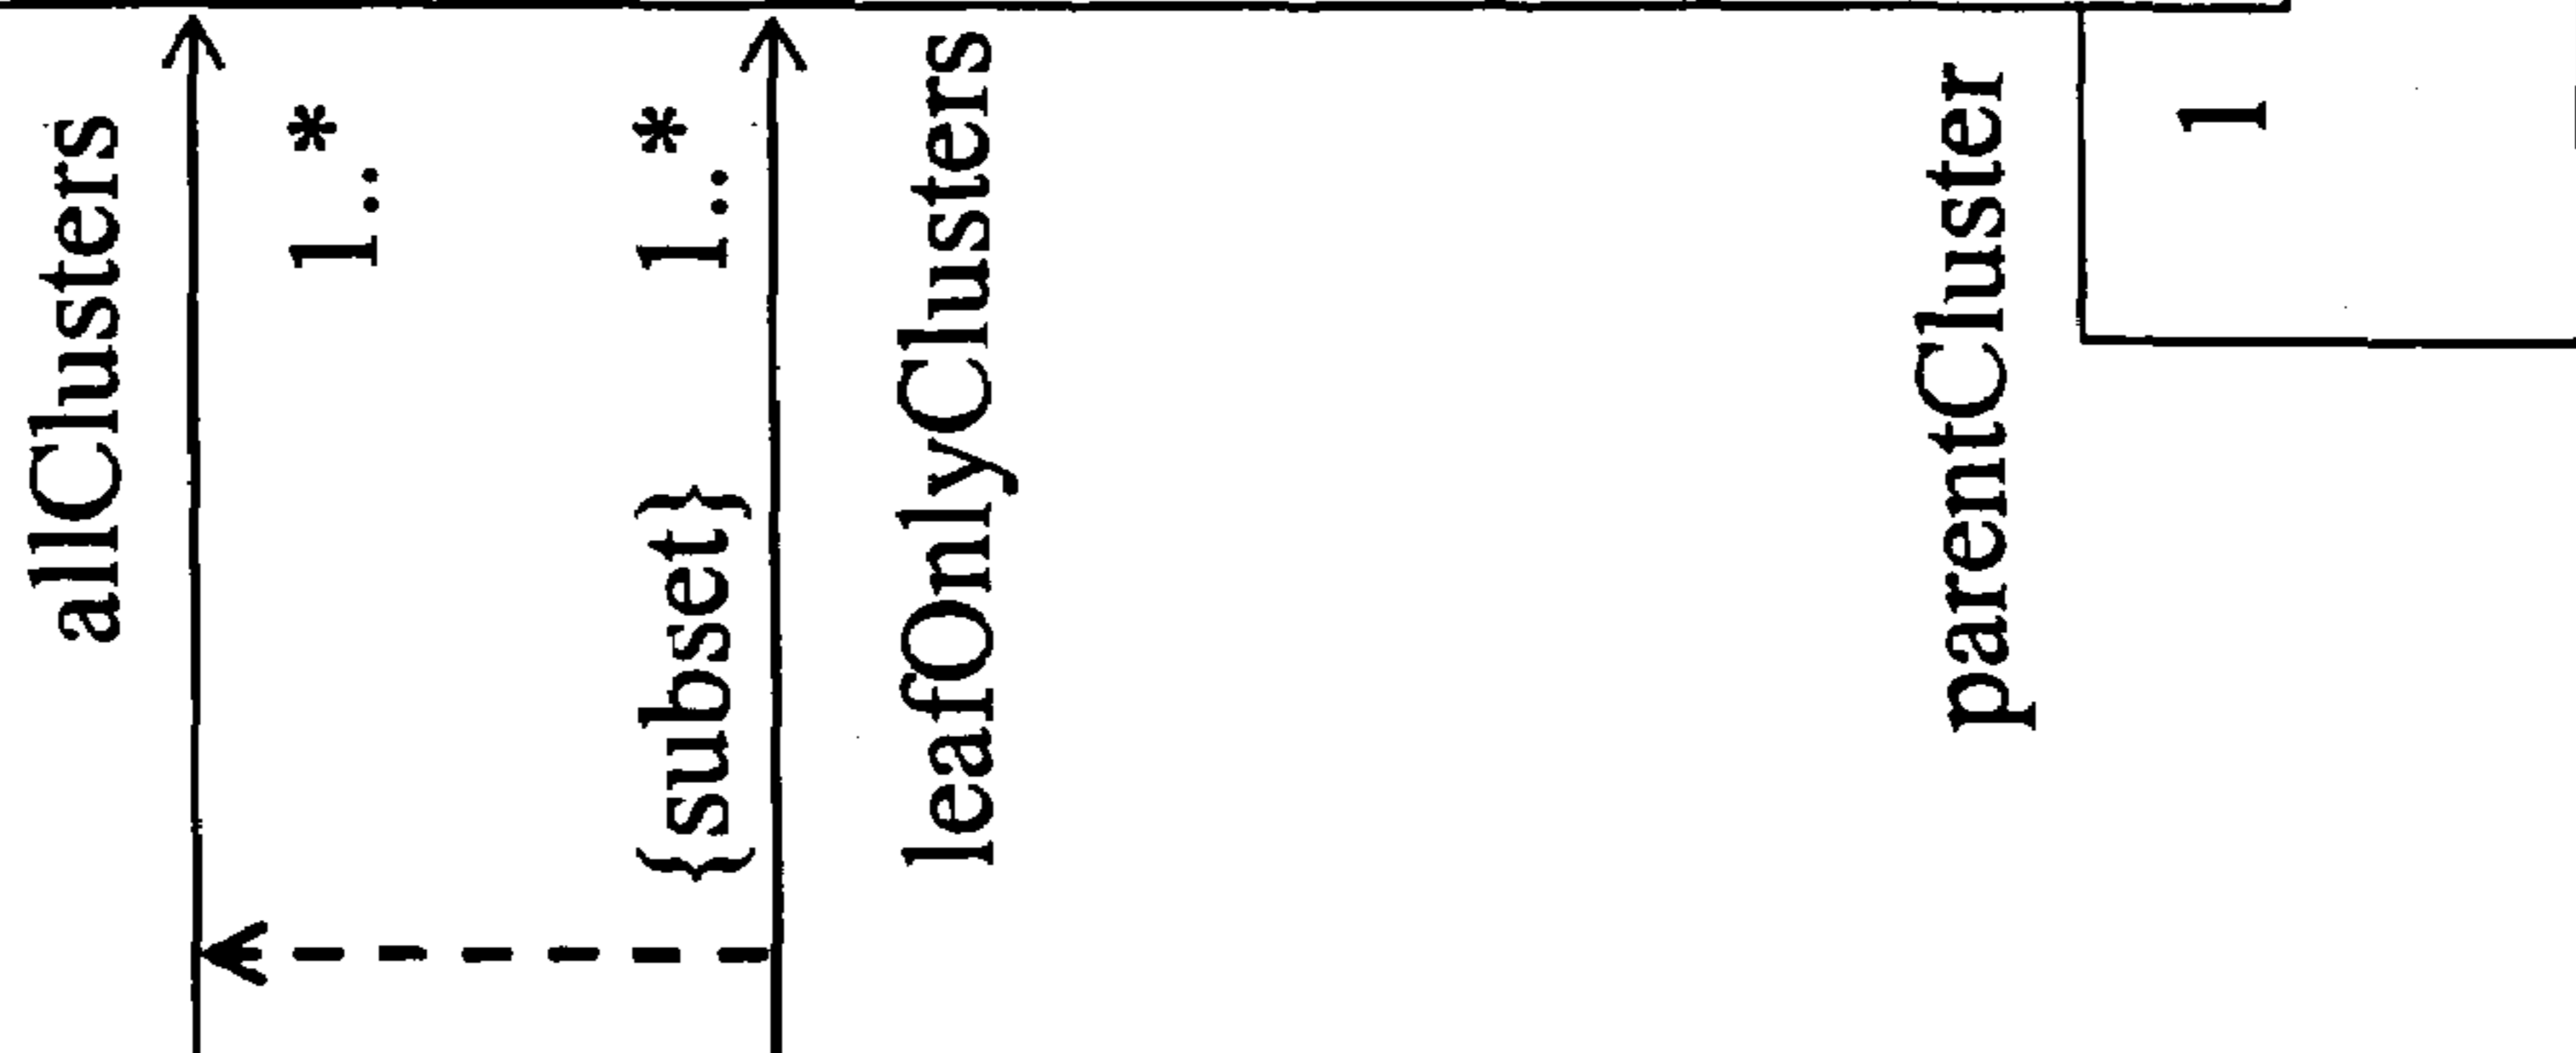 allClusters
1..*
{subset} 1..*
leafOnlyClusters
parentCluster
1